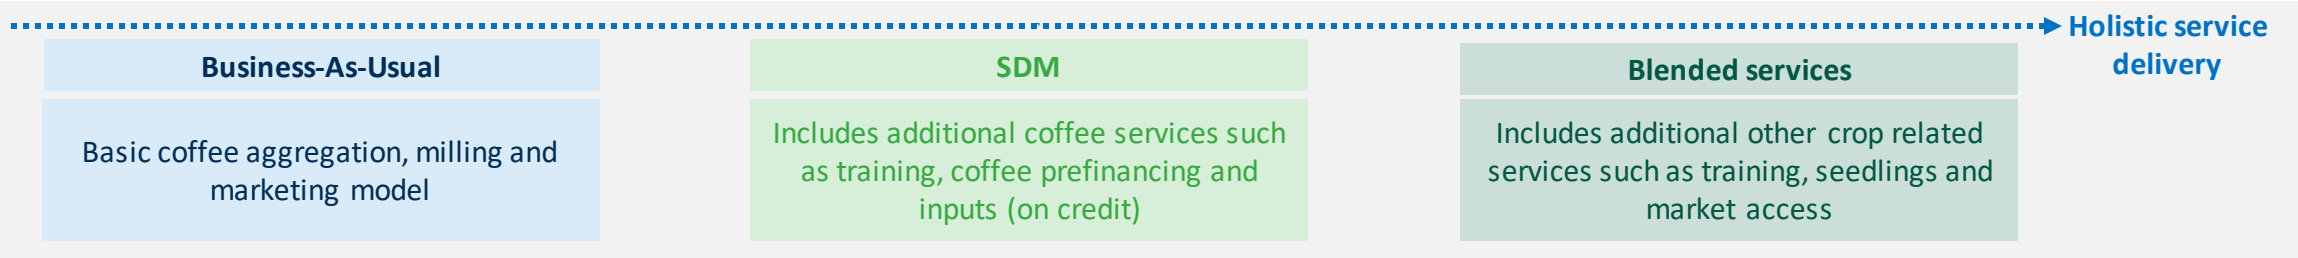 Holistic service
delivery
Business-As-Usual
Basic coffee aggregation, milling and
marketing model
SDM
Includes additional coffee services such
as training, coffee prefinancing and
inputs (on credit)
Blended services
Includes additional other crop related
services such as training, seedlings and
market access